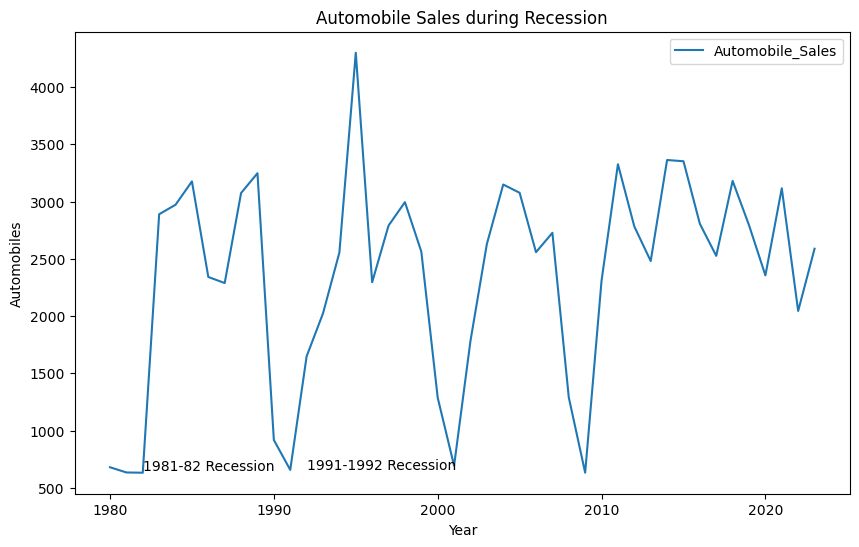 Automobile Sales during Recession
Automobile_Sales
4000
3500
3000
2500
2000
1500
1000
500
Automobiles
1981-82 Recession
1991-1992 Recession
1980
1990
2000
2010
2020
Year